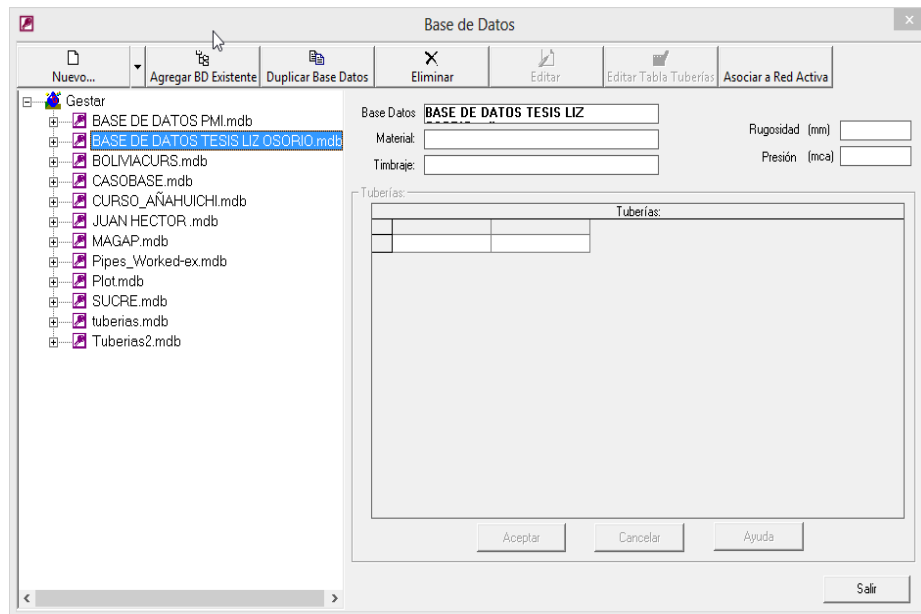 Base de Datos
x
Nuevo...
Agregar BD Existente
Duplicar Base Datos
Eliminar
Editar
Editar Tabla Tuberías
Asociar a Red Activa
Gestar
BASE DE DATOS PMI.mdb
BASE DE DATOS TESIS LIZ OSORIO.mdb
BOLIVIACURS.mdb
CASOBASE.mdb
CURSO_AÑAHUICHI.mdb
JUAN HECTOR .mdb
MAGAP.mdb
Pipes_Worked-ex.mdb
Plot.mdb
SUCRE.mdb
tuberias.mdb
Tuberias2.mdb
Base Datos BASE DE DATOS TESIS LIZ
Material:
Timbraje:
Rugosidad (mm)
Presión (mca)
Tuberías:
Tuberías:
Aceptar
Cancelar
Ayuda
Salir